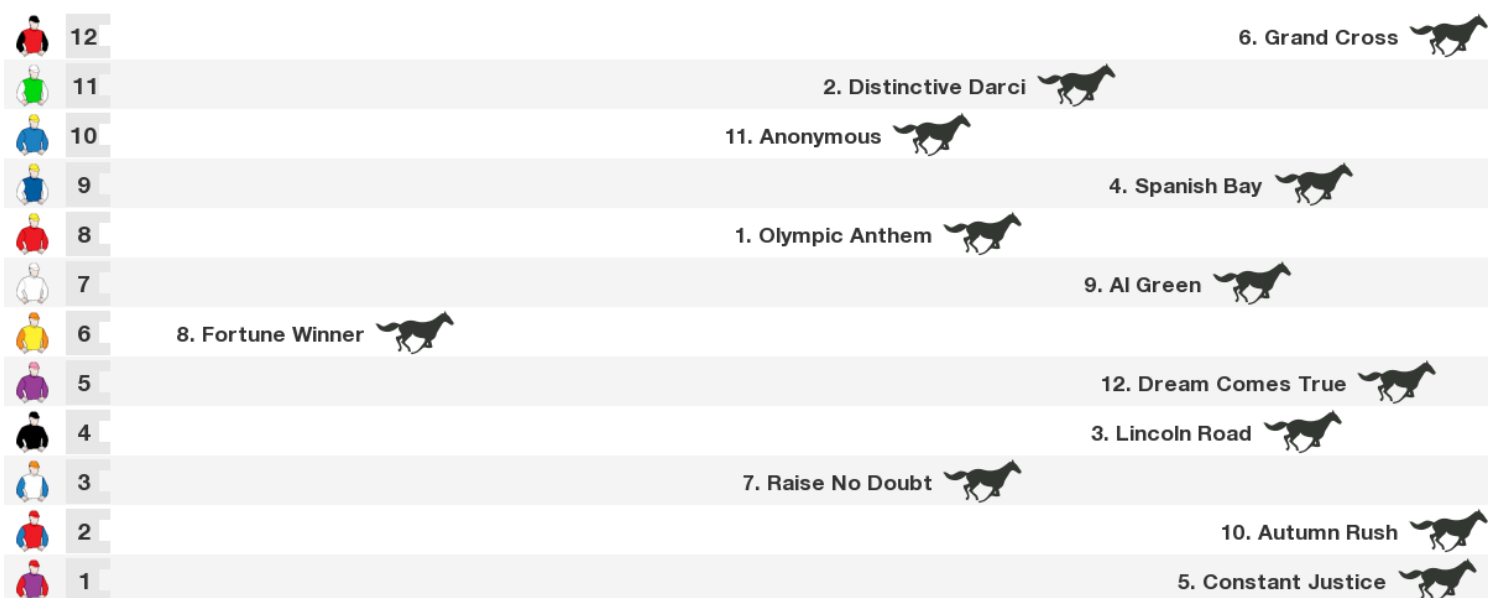 12 6. Grand Cross
11 2. Distinctive Darci
10 11. Anonymous
9 4. Spanish Bay
8 1. Olympic Anthem
7 9. Al Green
6 8. Fortune Winner
5 12. Dream Comes True
4 3. Lincoln Road
3 7. Raise No Doubt
2 10. Autumn Rush
1 5. Constant Justice